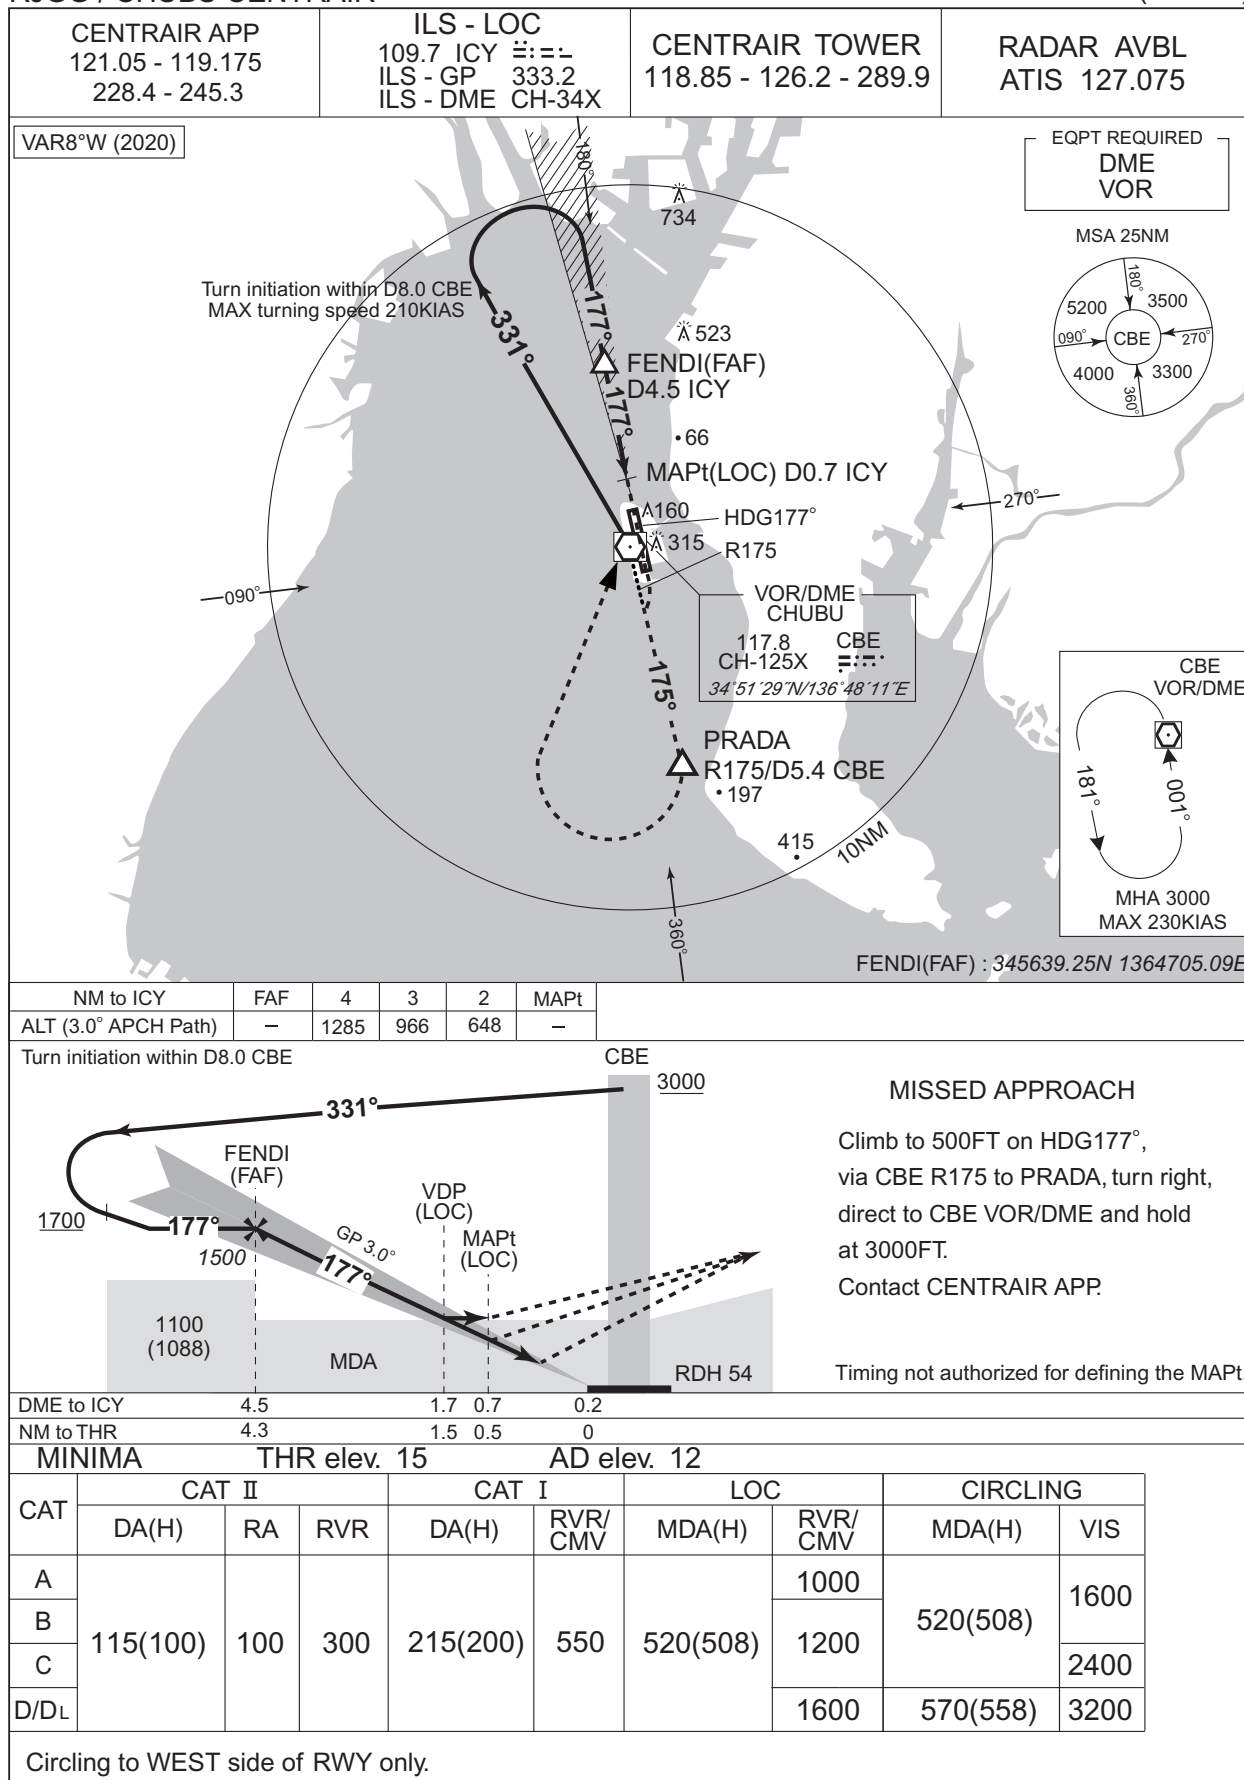 CENTRAIR APP
121.05 - 119.175
228.4 - 245.3
ILS - LOC
109.7 ICY
ILS - GP 333.2
ILS - DME CH-34X
CENTRAIR TOWER
118.85 - 126.2 - 289.9
RADAR AVBL
ATIS 127.075
VAR8°W (2020)
EQPT REQUIRED
DME
VOR
MSA 25NM
180°
5200 3500
090° CBE 270°
4000 3300
360°
180°
734
Turn initiation within D8.0 CBE
MAX turning speed 210KIAS
331°
177°
523
FENDI(FAF)
D4.5 ICY
177°
66
MAPt(LOC) D0.7 ICY
160
HDG177°
315
R175
270°
090°
VOR/DME
CHUBU
117.8 CBE
CH-125X
34°51´29˝N/136°48´11˝E
175°
PRADA
R175/D5.4 CBE
197
415
10NM
360°
CBE
VOR/DME
181°
001°
MHA 3000
MAX 230KIAS
FENDI(FAF) : 345639.25N 1364705.09E
NM to ICY FAF 4 3 2 MAPt
ALT (3.0° APCH Path) – 1285 966 648 –
Turn initiation within D8.0 CBE
CBE
3000
331°
FENDI
(FAF)
1700
177°
1500
GP 3.0°
177°
VDP
(LOC)
MAPt
(LOC)
1100
(1088)
MDA
RDH 54
MISSED APPROACH
Climb to 500FT on HDG177°,
via CBE R175 to PRADA, turn right,
direct to CBE VOR/DME and hold
at 3000FT.
Contact CENTRAIR APP.
Timing not authorized for defining the MAPt.
DME to ICY 4.5 1.7 0.7 0.2
NM to THR 4.3 1.5 0.5 0
MINIMA THR elev. 15 AD elev. 12
CAT CAT II CAT I LOC CIRCLING
DA(H) RA RVR DA(H) RVR/CMV MDA(H) RVR/CMV MDA(H) VIS
A 1000
1600
B 520(508)
115(100) 100 300 215(200) 550 520(508) 1200
C 2400
D/DL 1600 570(558) 3200
Circling to WEST side of RWY only.